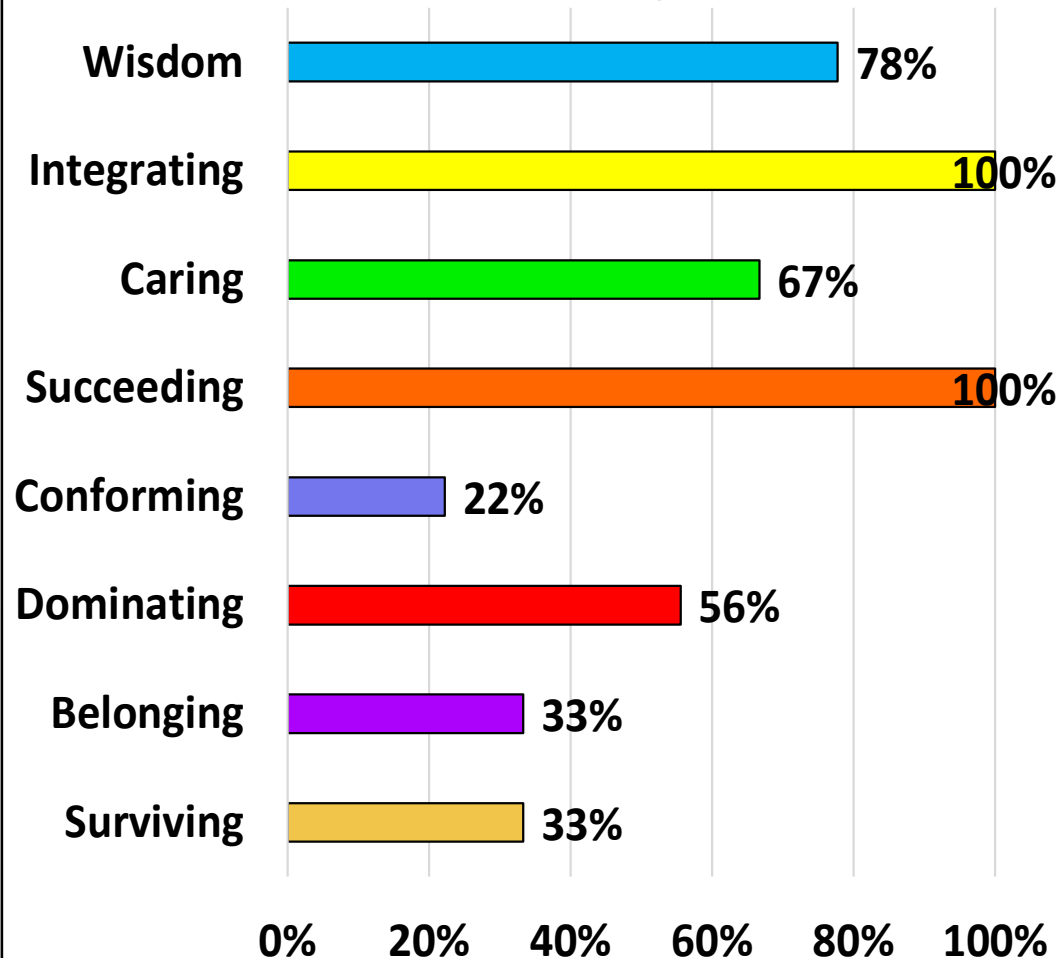 Wisdom 78%
Integrating 100%
Caring 67%
Succeeding 100%
Conforming 22%
Dominating 56%
Belonging 33%
Surviving 33%
0% 20% 40% 60% 80% 100%